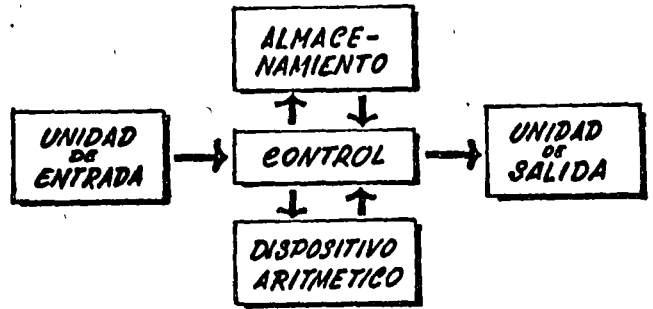 ALMACE-
NAMIENTO
UNIDAD
DE
ENTRADA
CONTROL
UNIDAD
DE
SALIDA
DISPOSITIVO
ARITMETICO